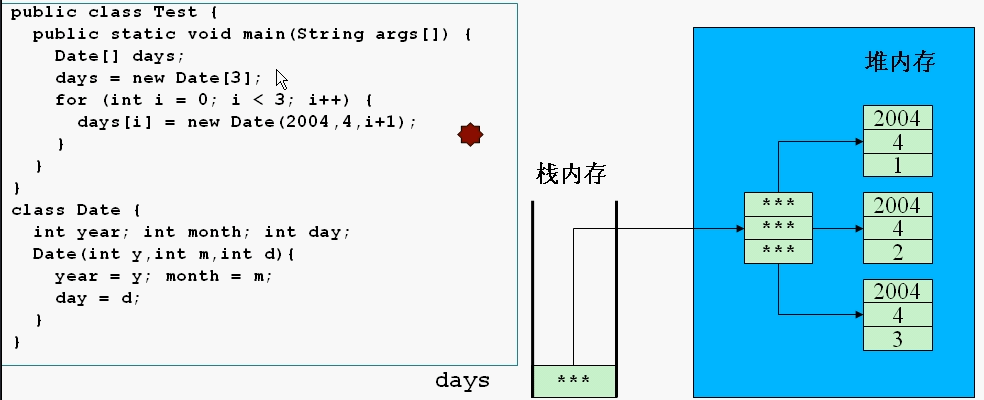 public class Test {
  public static void main(String args[]) {
    Date[] days;
    days = new Date[3];
    for (int i = 0; i < 3; i++) {
      days[i] = new Date(2004,4,i+1);
    }
  }
}
class Date {
  int year; int month; int day;
  Date(int y,int m,int d){
    year = y; month = m;
    day = d;
  }
}
days
栈内存
***
堆内存
***
***
***
2004
4
1
2004
4
2
2004
4
3